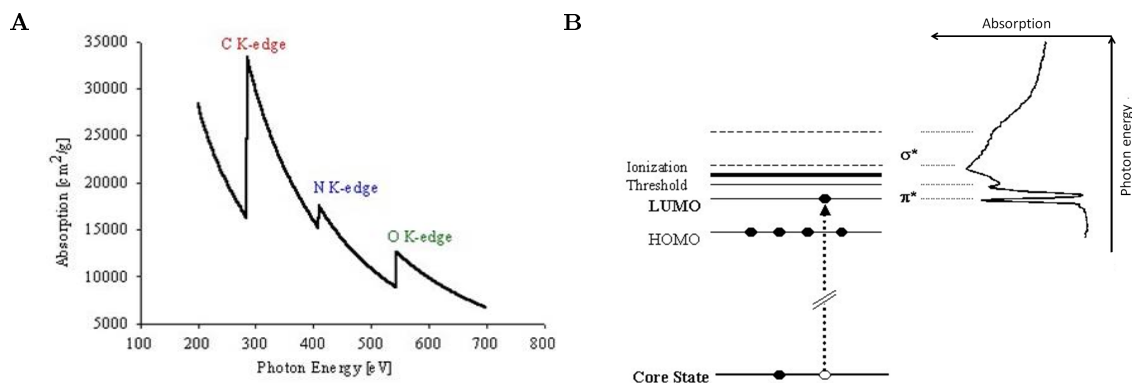 A
C K-edge
N K-edge
O K-edge
Absorption [cm²/g]
35000
30000
25000
20000
15000
10000
5000
100
200
300
400
500
600
700
800
Photon Energy [eV]
B
Absorption
Photon energy
σ*
π*
Ionization
Threshold
LUMO
HOMO
Core State